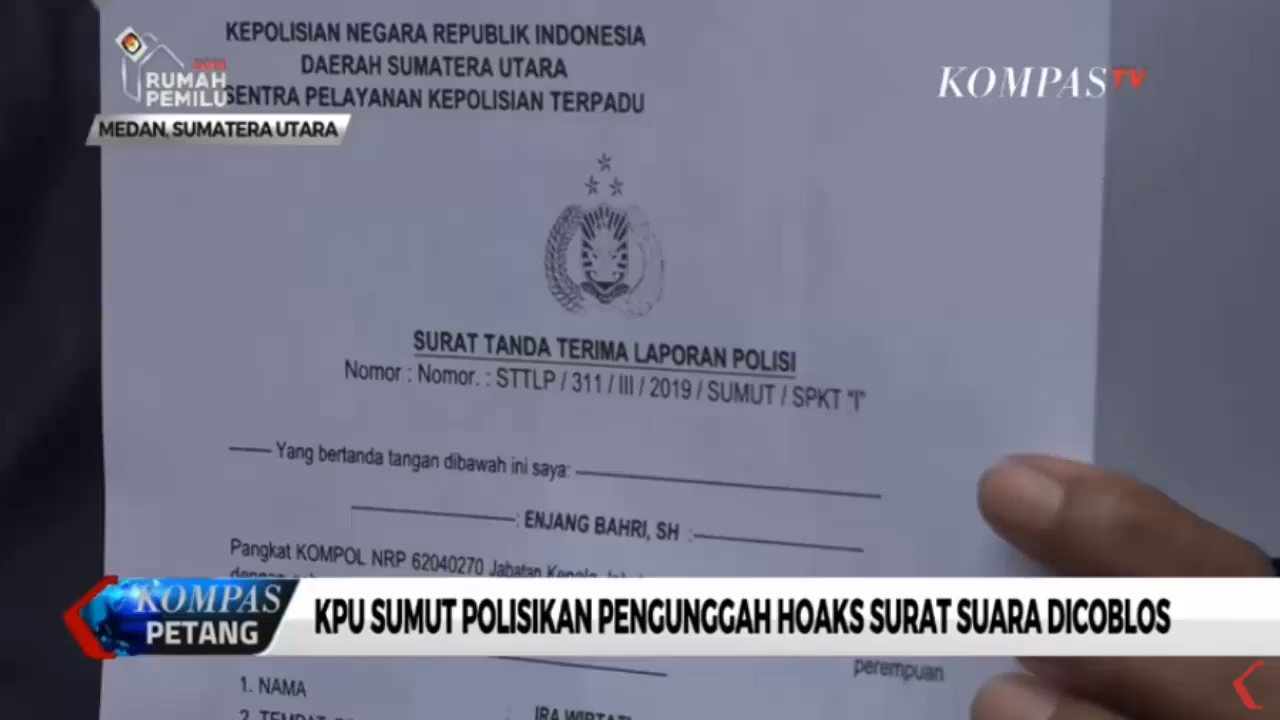 KEPOLISIAN NEGARA REPUBLIK INDONESIA
DAERAH SUMATERA UTARA
SENTRA PELAYANAN KEPOLISIAN TERPADU
2019
RUMAH
PEMILU
KOMPAS TV
MEDAN, SUMATERA UTARA
SURAT TANDA TERIMA LAPORAN POLISI
Nomor : Nomor. : STTLP / 311 / III / 2019 / SUMUT / SPKT "I"
Yang bertanda tangan dibawah ini saya:
: ENJANG BAHRI, SH :
Pangkat KOMPOL NRP 62040270 Jabatan Kepala
KOMPAS
PETANG
KPU SUMUT POLISIKAN PENGUNGGAH HOAKS SURAT SUARA DICOBLOS
perempuan
1. NAMA
2. TEMPAT